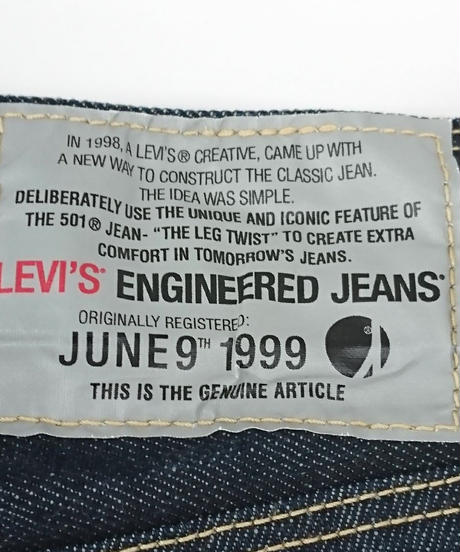 IN 1998, A LEVI'S® CREATIVE, CAME UP WITH
A NEW WAY TO CONSTRUCT THE CLASSIC JEAN.
THE IDEA WAS SIMPLE.
DELIBERATELY USE THE UNIQUE AND ICONIC FEATURE OF
THE 501® JEAN- "THE LEG TWIST" TO CREATE EXTRA
COMFORT IN TOMORROW'S JEANS.
LEVI'S® ENGINEERED JEANS®
ORIGINALLY REGISTERED:
JUNE 9TH 1999
THIS IS THE GENUINE ARTICLE